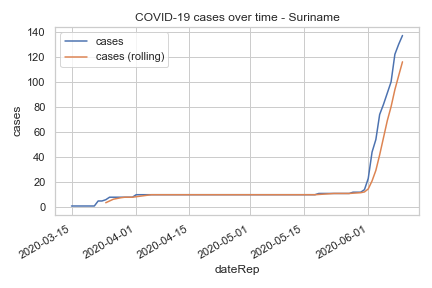 COVID-19 cases over time - Suriname
cases
cases (rolling)
140
120
100
80
60
40
20
0
cases
2020-03-15
2020-04-01
2020-04-15
2020-05-01
2020-05-15
2020-06-01
dateRep